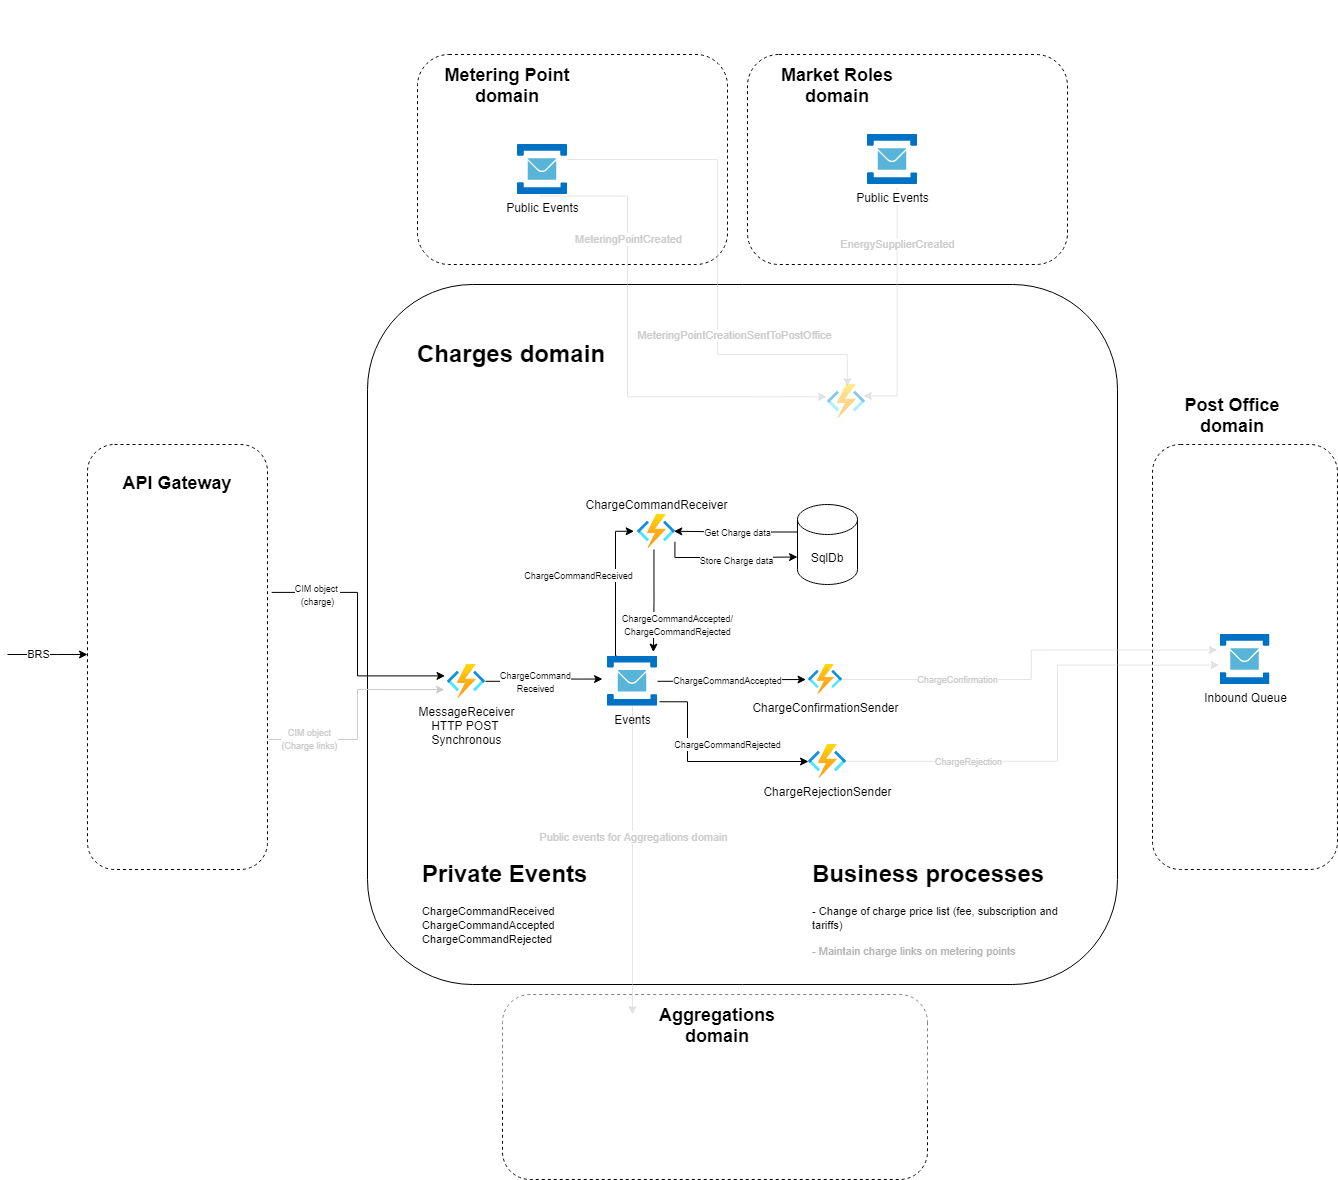 Metering Point
domain
Market Roles
domain
Public Events
Public Events
MeteringPointCreated
EnergySupplierCreated
MeteringPointCreationSentToPostOffice
Charges domain
Post Office
domain
API Gateway
ChargeCommandReceiver
Get Charge data
Store Charge data
SqlDb
ChargeCommandReceived
CIM object
(charge)
ChargeCommandAccepted/
ChargeCommandRejected
BRS
ChargeCommand
Received
ChargeCommandAccepted
ChargeConfirmation
Inbound Queue
MessageReceiver
HTTP POST
Synchronous
Events
ChargeConfirmationSender
CIM object
(Charge links)
ChargeCommandRejected
ChargeRejection
ChargeRejectionSender
Public events for Aggregations domain
Private Events
ChargeCommandReceived
ChargeCommandAccepted
ChargeCommandRejected
Business processes
- Change of charge price list (fee, subscription and
tariffs)
- Maintain charge links on metering points
Aggregations
domain